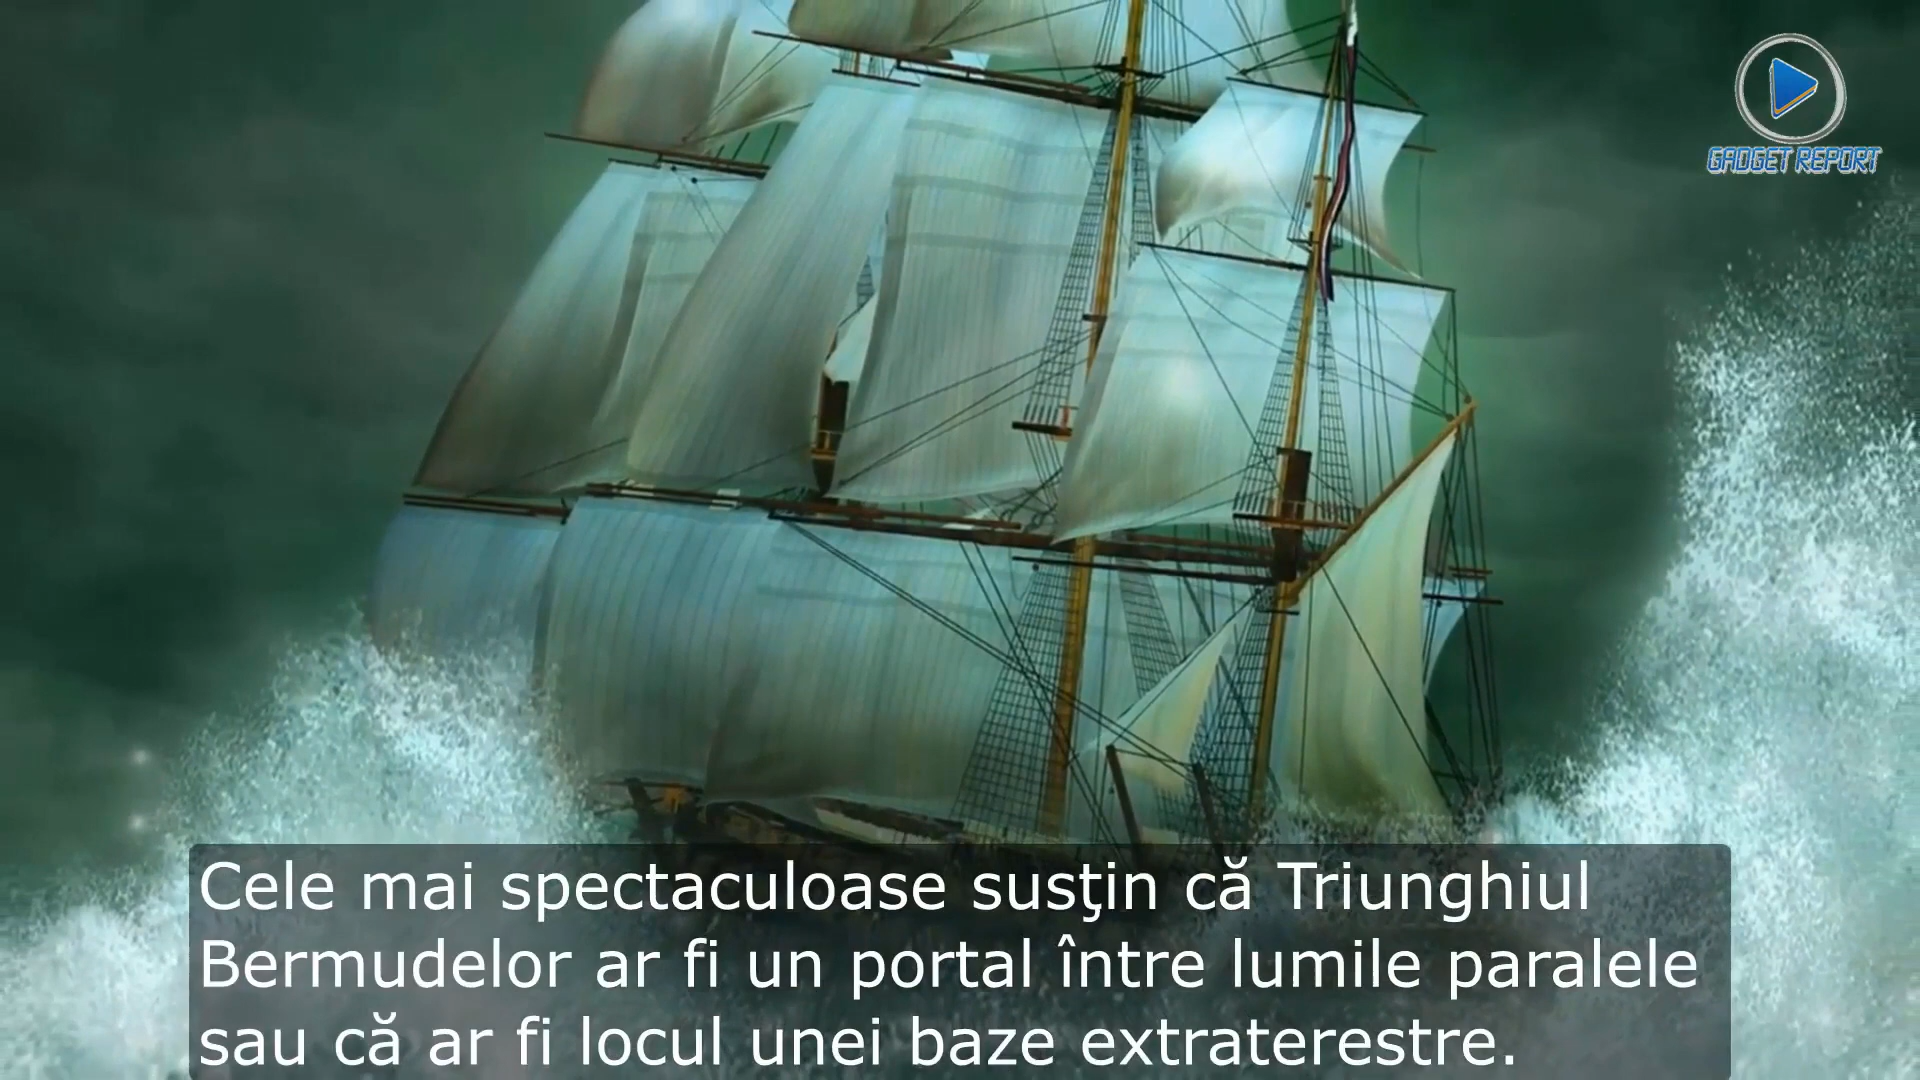 GADGET REPORT
Cele mai spectaculoase susţin că Triunghiul
Bermudelor ar fi un portal între lumile paralele
sau că ar fi locul unei baze extraterestre.